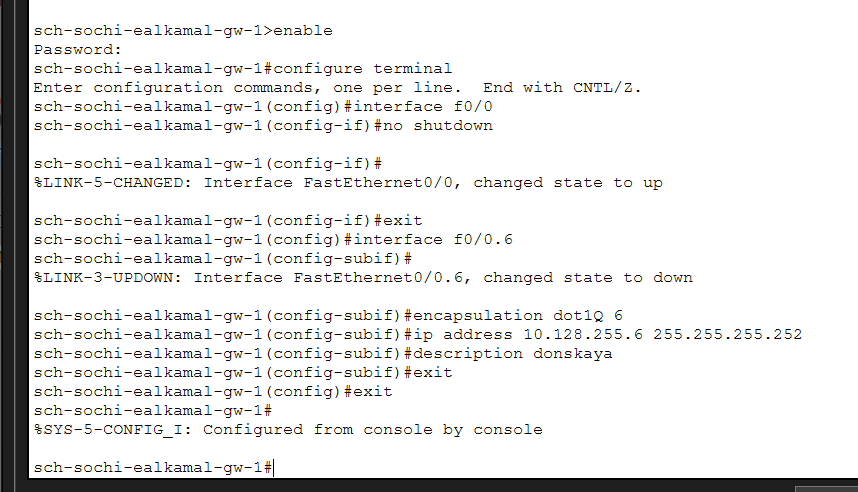 sch-sochi-ealkamal-gw-1>enable
Password:
sch-sochi-ealkamal-gw-1#configure terminal
Enter configuration commands, one per line.  End with CNTL/Z.
sch-sochi-ealkamal-gw-1(config)#interface f0/0
sch-sochi-ealkamal-gw-1(config-if)#no shutdown
sch-sochi-ealkamal-gw-1(config-if)#
%LINK-5-CHANGED: Interface FastEthernet0/0, changed state to up
sch-sochi-ealkamal-gw-1(config-if)#exit
sch-sochi-ealkamal-gw-1(config)#interface f0/0.6
sch-sochi-ealkamal-gw-1(config-subif)#
%LINK-3-UPDOWN: Interface FastEthernet0/0.6, changed state to down
sch-sochi-ealkamal-gw-1(config-subif)#encapsulation dot1Q 6
sch-sochi-ealkamal-gw-1(config-subif)#ip address 10.128.255.6 255.255.255.252
sch-sochi-ealkamal-gw-1(config-subif)#description donskaya
sch-sochi-ealkamal-gw-1(config-subif)#exit
sch-sochi-ealkamal-gw-1(config)#exit
sch-sochi-ealkamal-gw-1#
%SYS-5-CONFIG_I: Configured from console by console
sch-sochi-ealkamal-gw-1#